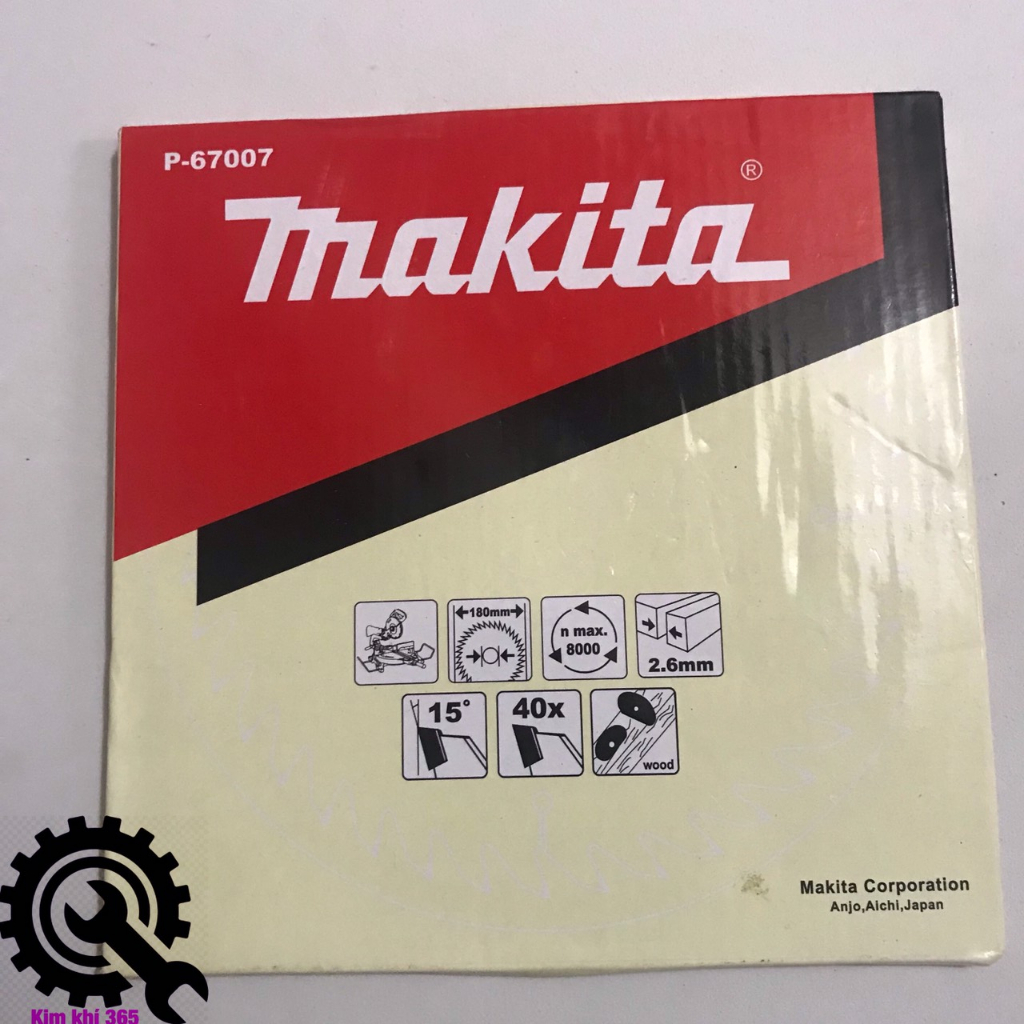 P-67007
makita®
180mm
n max.
8000
2.6mm
15°
40x
wood
Makita Corporation
Anjo,Aichi,Japan
Kim khí 365